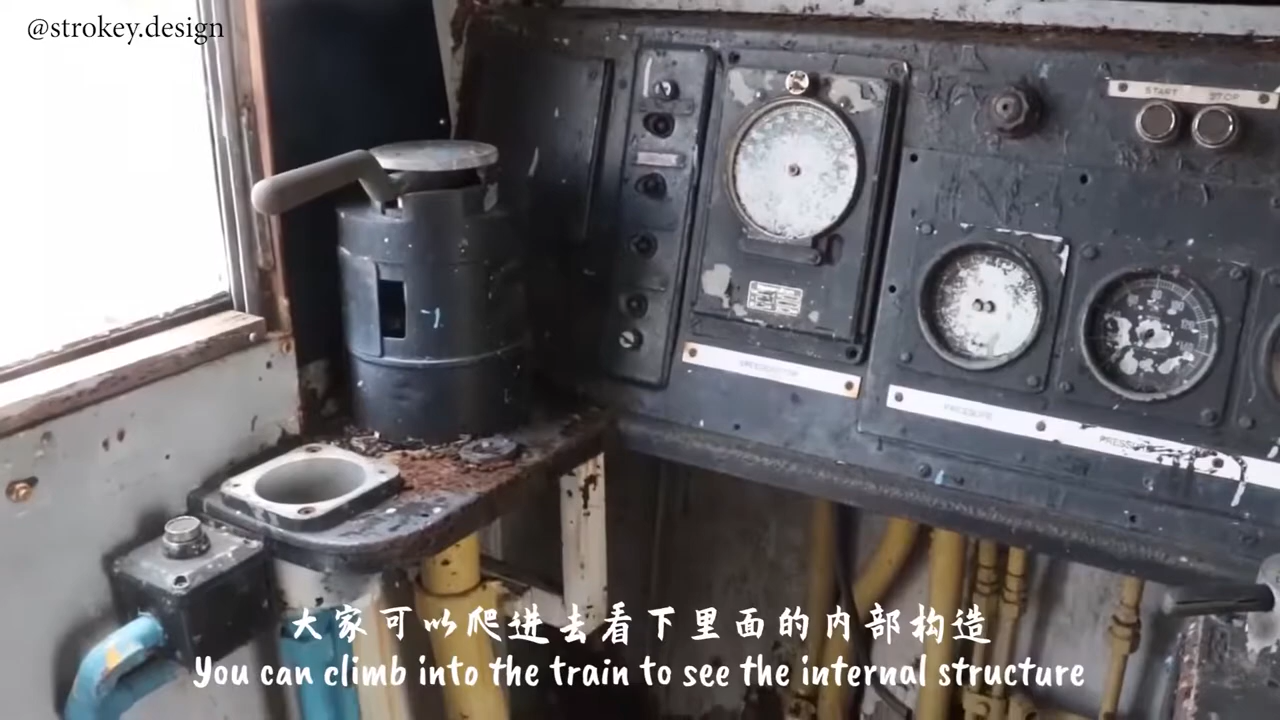 @strokey.design
START STOP
PRESSURE
大家可以爬进去看下里面的内部构造
You can climb into the train to see the internal structure